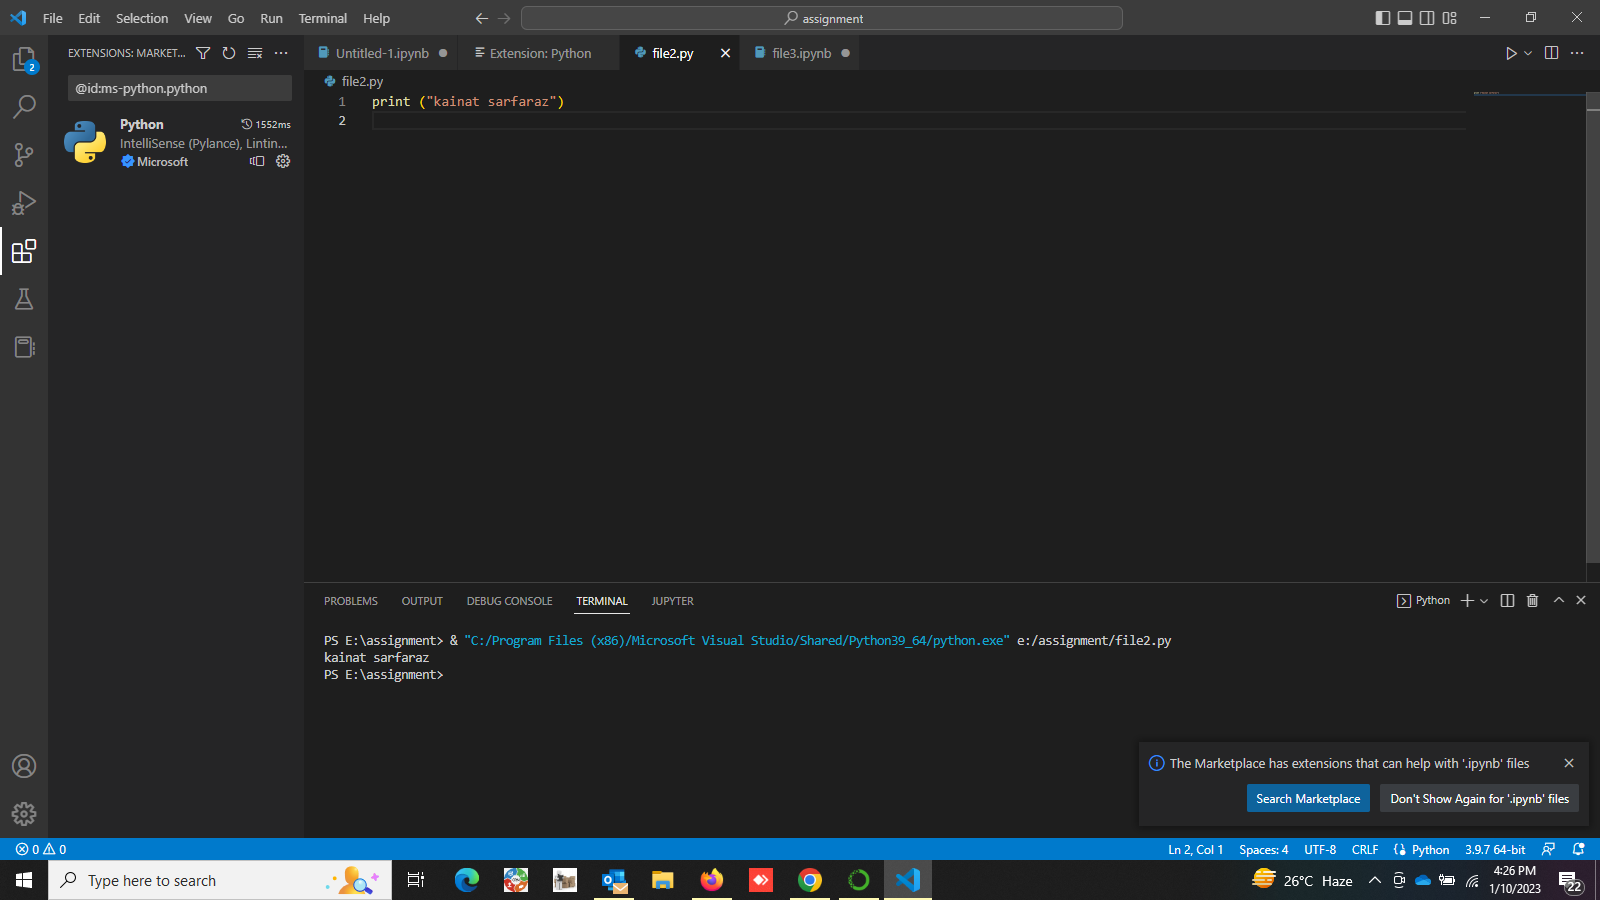 File Edit Selection View Go Run Terminal Help
assignment
EXTENSIONS: MARKET...
Untitled-1.ipynb
Extension: Python
file2.py
file3.ipynb
2
@id:ms-python.python
file2.py
1 print ("kainat sarfaraz")
2
Python
1552ms
IntelliSense (Pylance), Lintin...
Microsoft
PROBLEMS OUTPUT DEBUG CONSOLE TERMINAL JUPYTER
Python
PS E:\assignment> & "C:/Program Files (x86)/Microsoft Visual Studio/Shared/Python39_64/python.exe" e:/assignment/file2.py
kainat sarfaraz
PS E:\assignment>
The Marketplace has extensions that can help with '.ipynb' files
Search Marketplace
Don't Show Again for '.ipynb' files
0 0
Ln 2, Col 1 Spaces: 4 UTF-8 CRLF Python 3.9.7 64-bit
Type here to search
26°C Haze
4:26 PM
1/10/2023
22